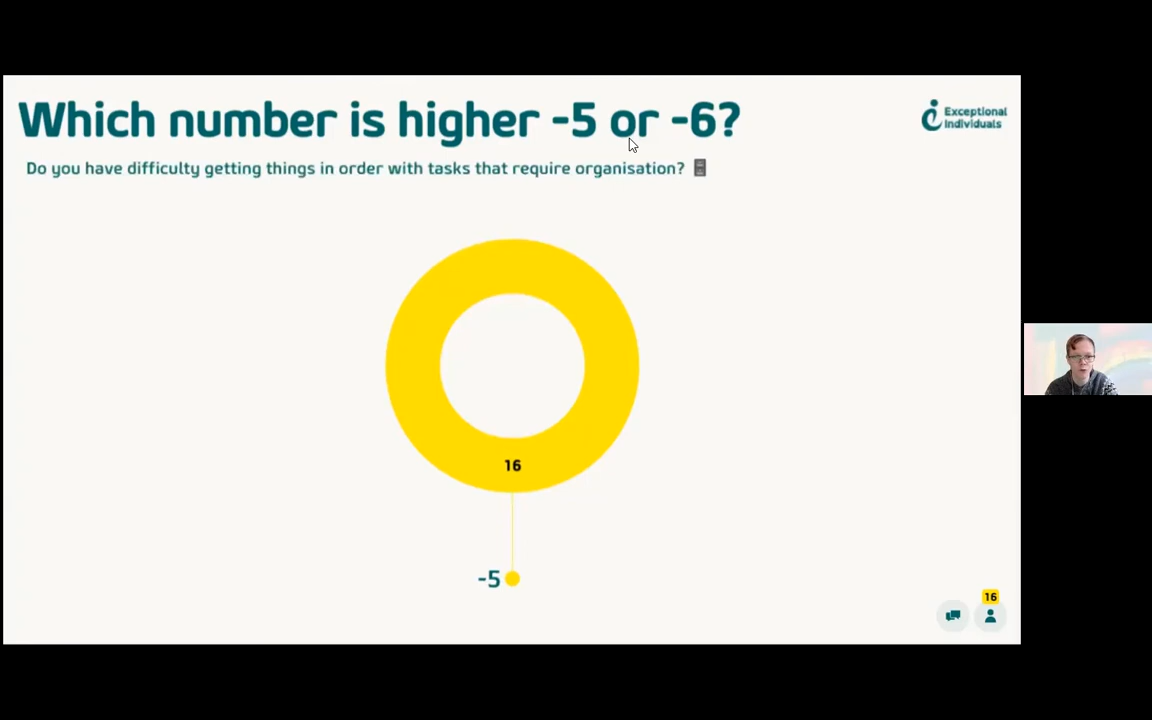 Which number is higher -5 or -6?
Exceptional
Individuals
Do you have difficulty getting things in order with tasks that require organisation?
16
-5
16